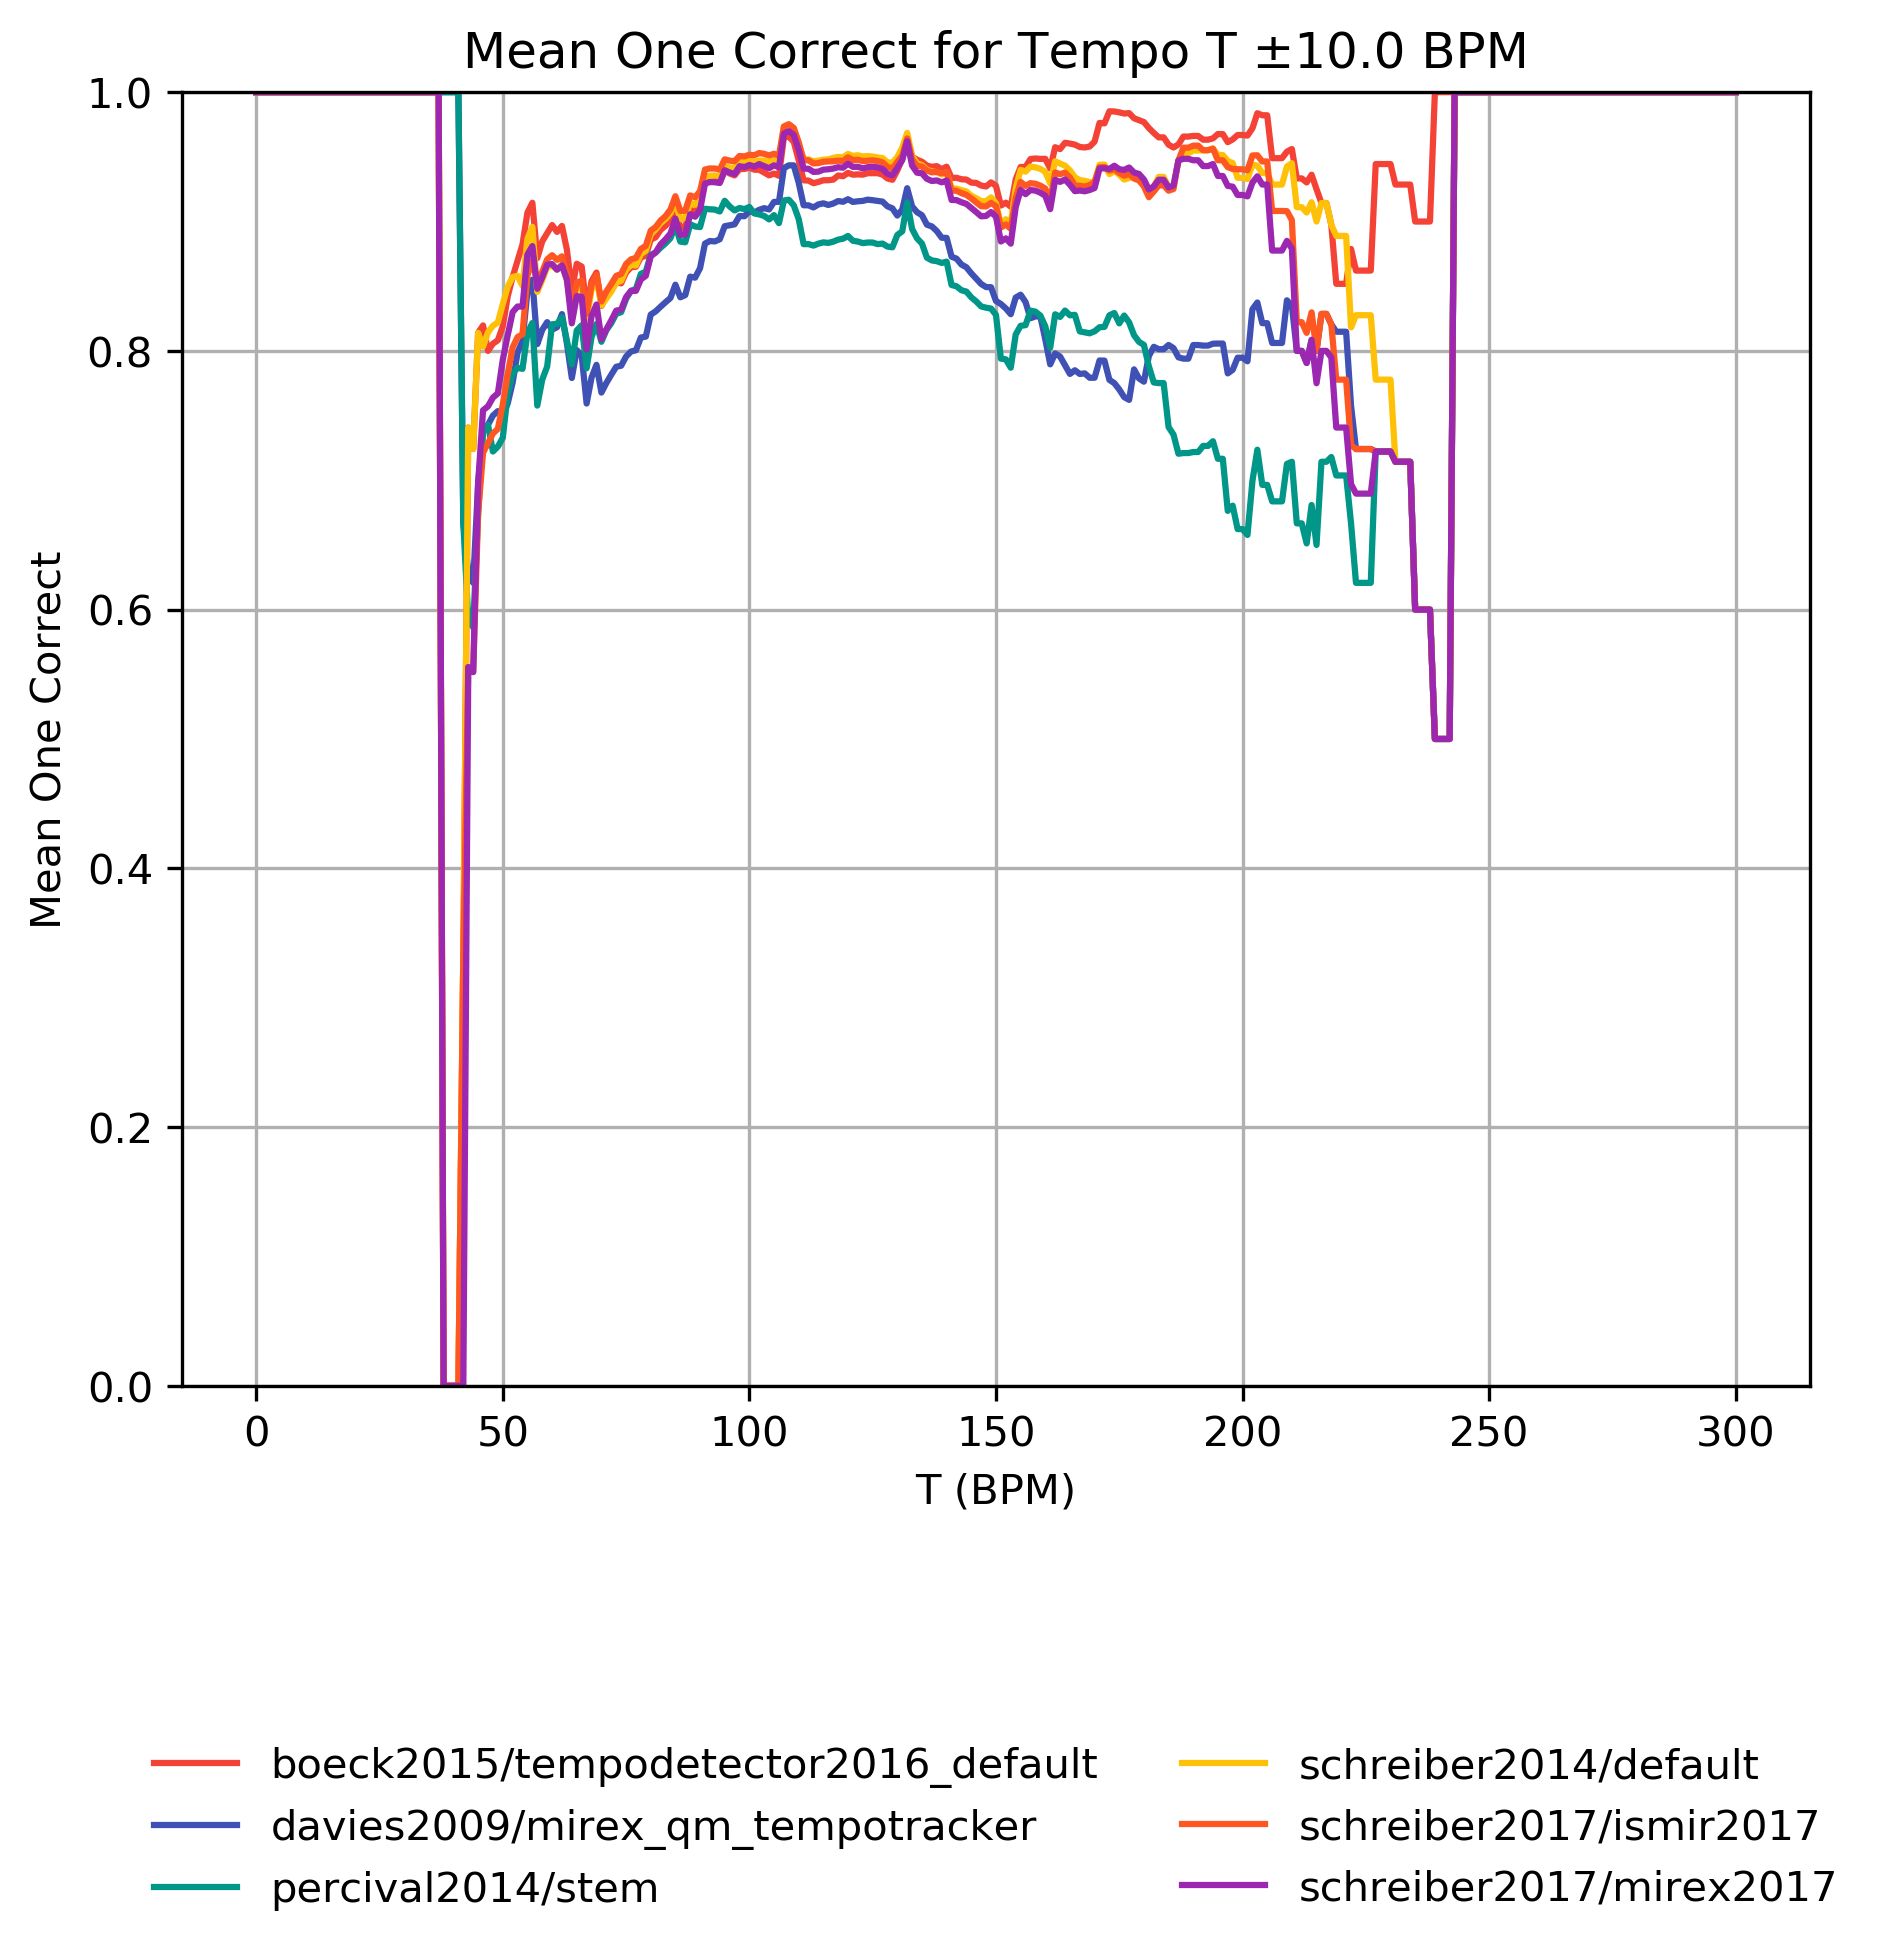 Mean One Correct for Tempo T ±10.0 BPM
1.0
0.8
0.6
0.4
0.2
0.0
Mean One Correct
0 50 100 150 200 250 300
T (BPM)
boeck2015/tempodetector2016_default
davies2009/mirex_qm_tempotracker
percival2014/stem
schreiber2014/default
schreiber2017/ismir2017
schreiber2017/mirex2017